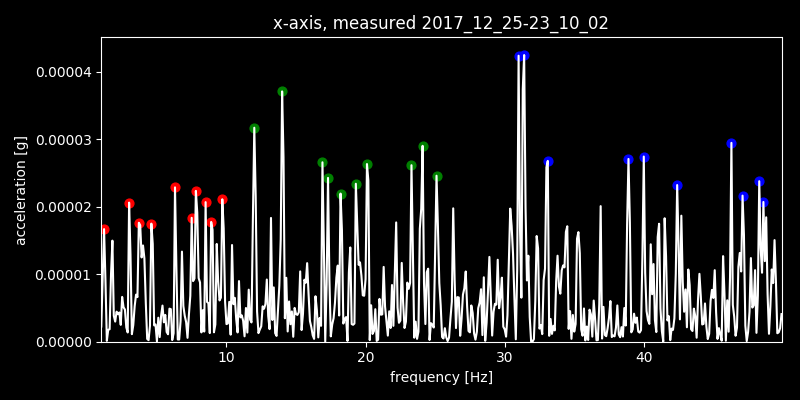 x-axis, measured 2017_12_25-23_10_02
acceleration [g]
0.00004
0.00003
0.00002
0.00001
0.00000
10 20 30 40
frequency [Hz]